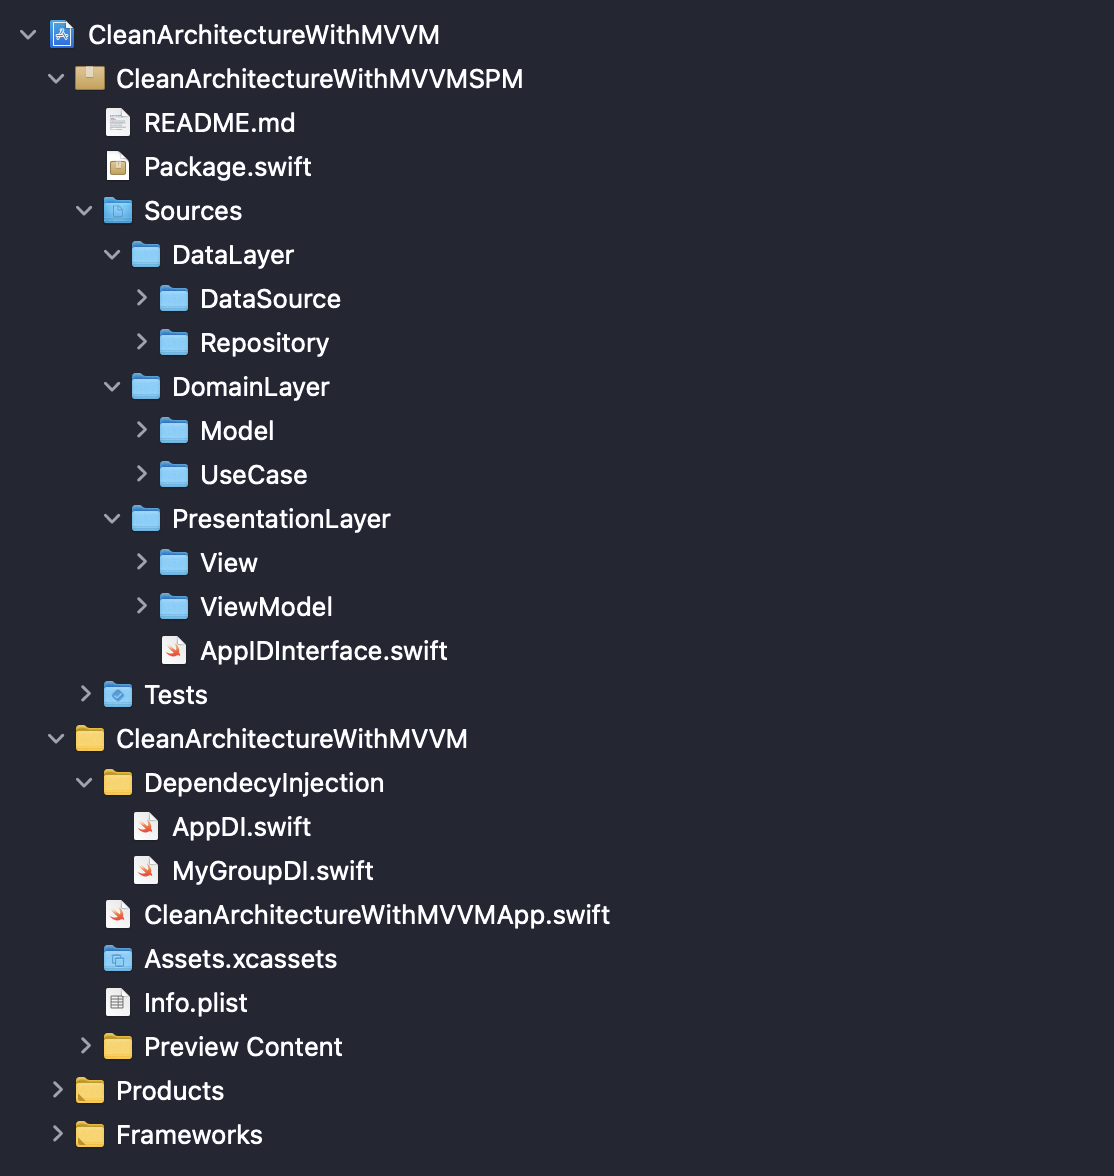 CleanArchitectureWithMVVM
CleanArchitectureWithMVVMSPM
README.md
Package.swift
Sources
DataLayer
DataSource
Repository
DomainLayer
Model
UseCase
PresentationLayer
View
ViewModel
AppIDInterface.swift
Tests
CleanArchitectureWithMVVM
DependecyInjection
AppDI.swift
MyGroupDI.swift
CleanArchitectureWithMVVMApp.swift
Assets.xcassets
Info.plist
Preview Content
Products
Frameworks